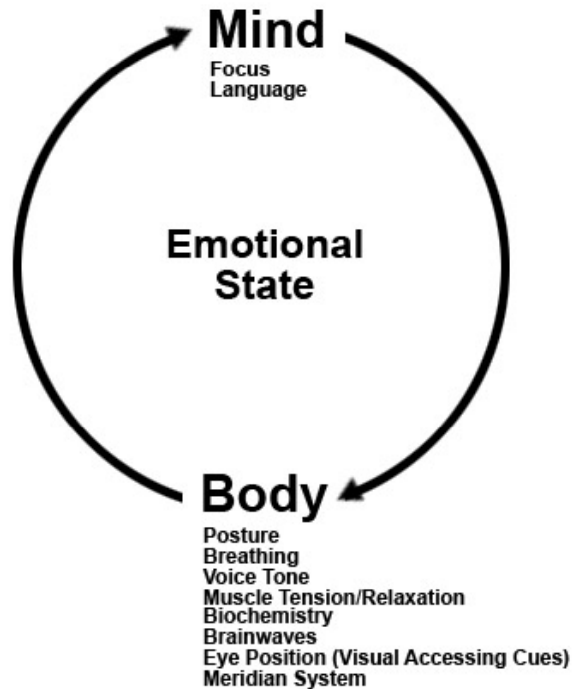 Mind
Focus
Language
Emotional
State
Body
Posture
Breathing
Voice Tone
Muscle Tension/Relaxation
Biochemistry
Brainwaves
Eye Position (Visual Accessing Cues)
Meridian System